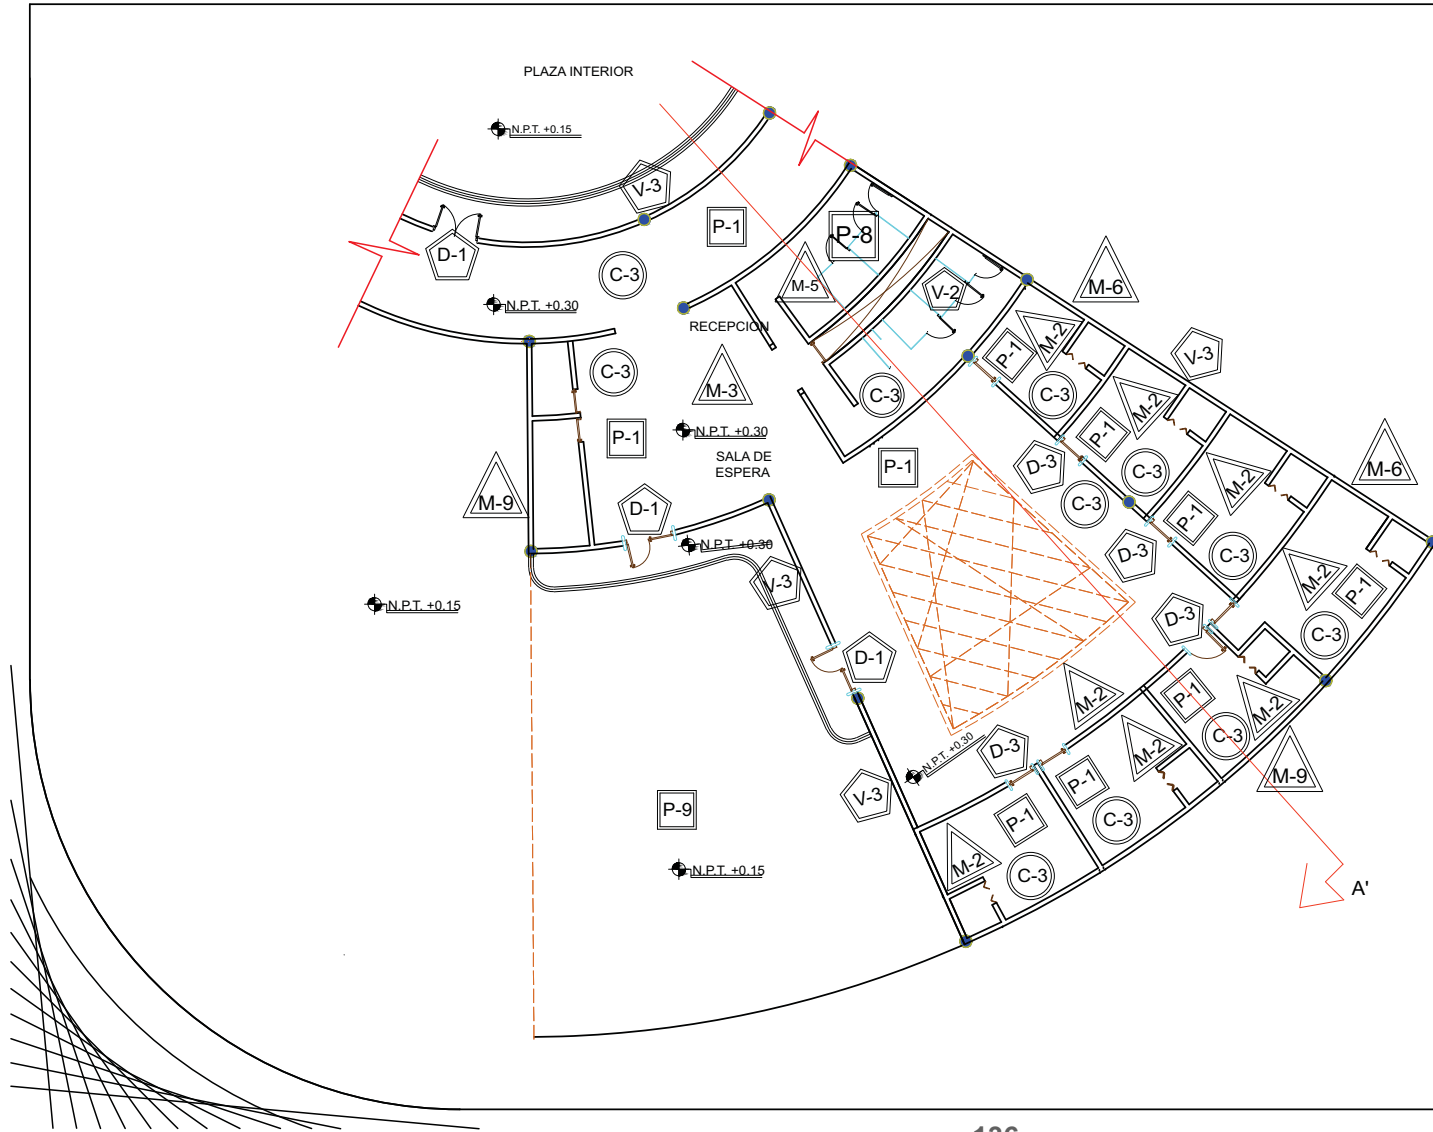 PLAZA INTERIOR
N.P.T. +0.15
V-3
P-1
P-8
D-1
C-3
M-5
V-2
M-6
N.P.T. +0.30
RECEPCION
M-2
P-1
V-3
C-3
M-3
C-3
C-3
M-2
P-1
N.P.T. +0.30
P-1
SALA DE
ESPERA
P-1
D-3
C-3
M-6
M-2
M-9
D-1
C-3
P-1
N.P.T. +0.30
D-3
C-3
V-3
M-2
P-1
N.P.T. +0.15
D-3
C-3
D-1
M-2
P-1
M-2
C-3
D-3
M-2
N.P.T. +0.30
M-9
P-1
V-3
P-9
P-1
C-3
M-2
N.P.T. +0.15
C-3
A'